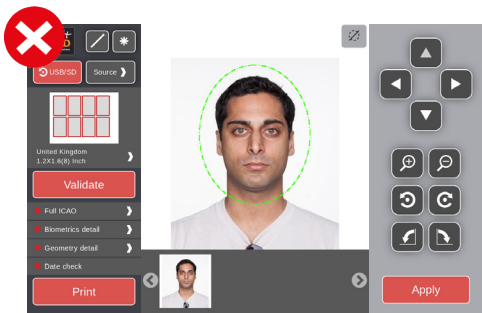 USB/SD
Source
United Kingdom
1.2X1.6(8) Inch
Validate
Full ICAO
Biometrics detail
Geometry detail
Date check
Print
Apply